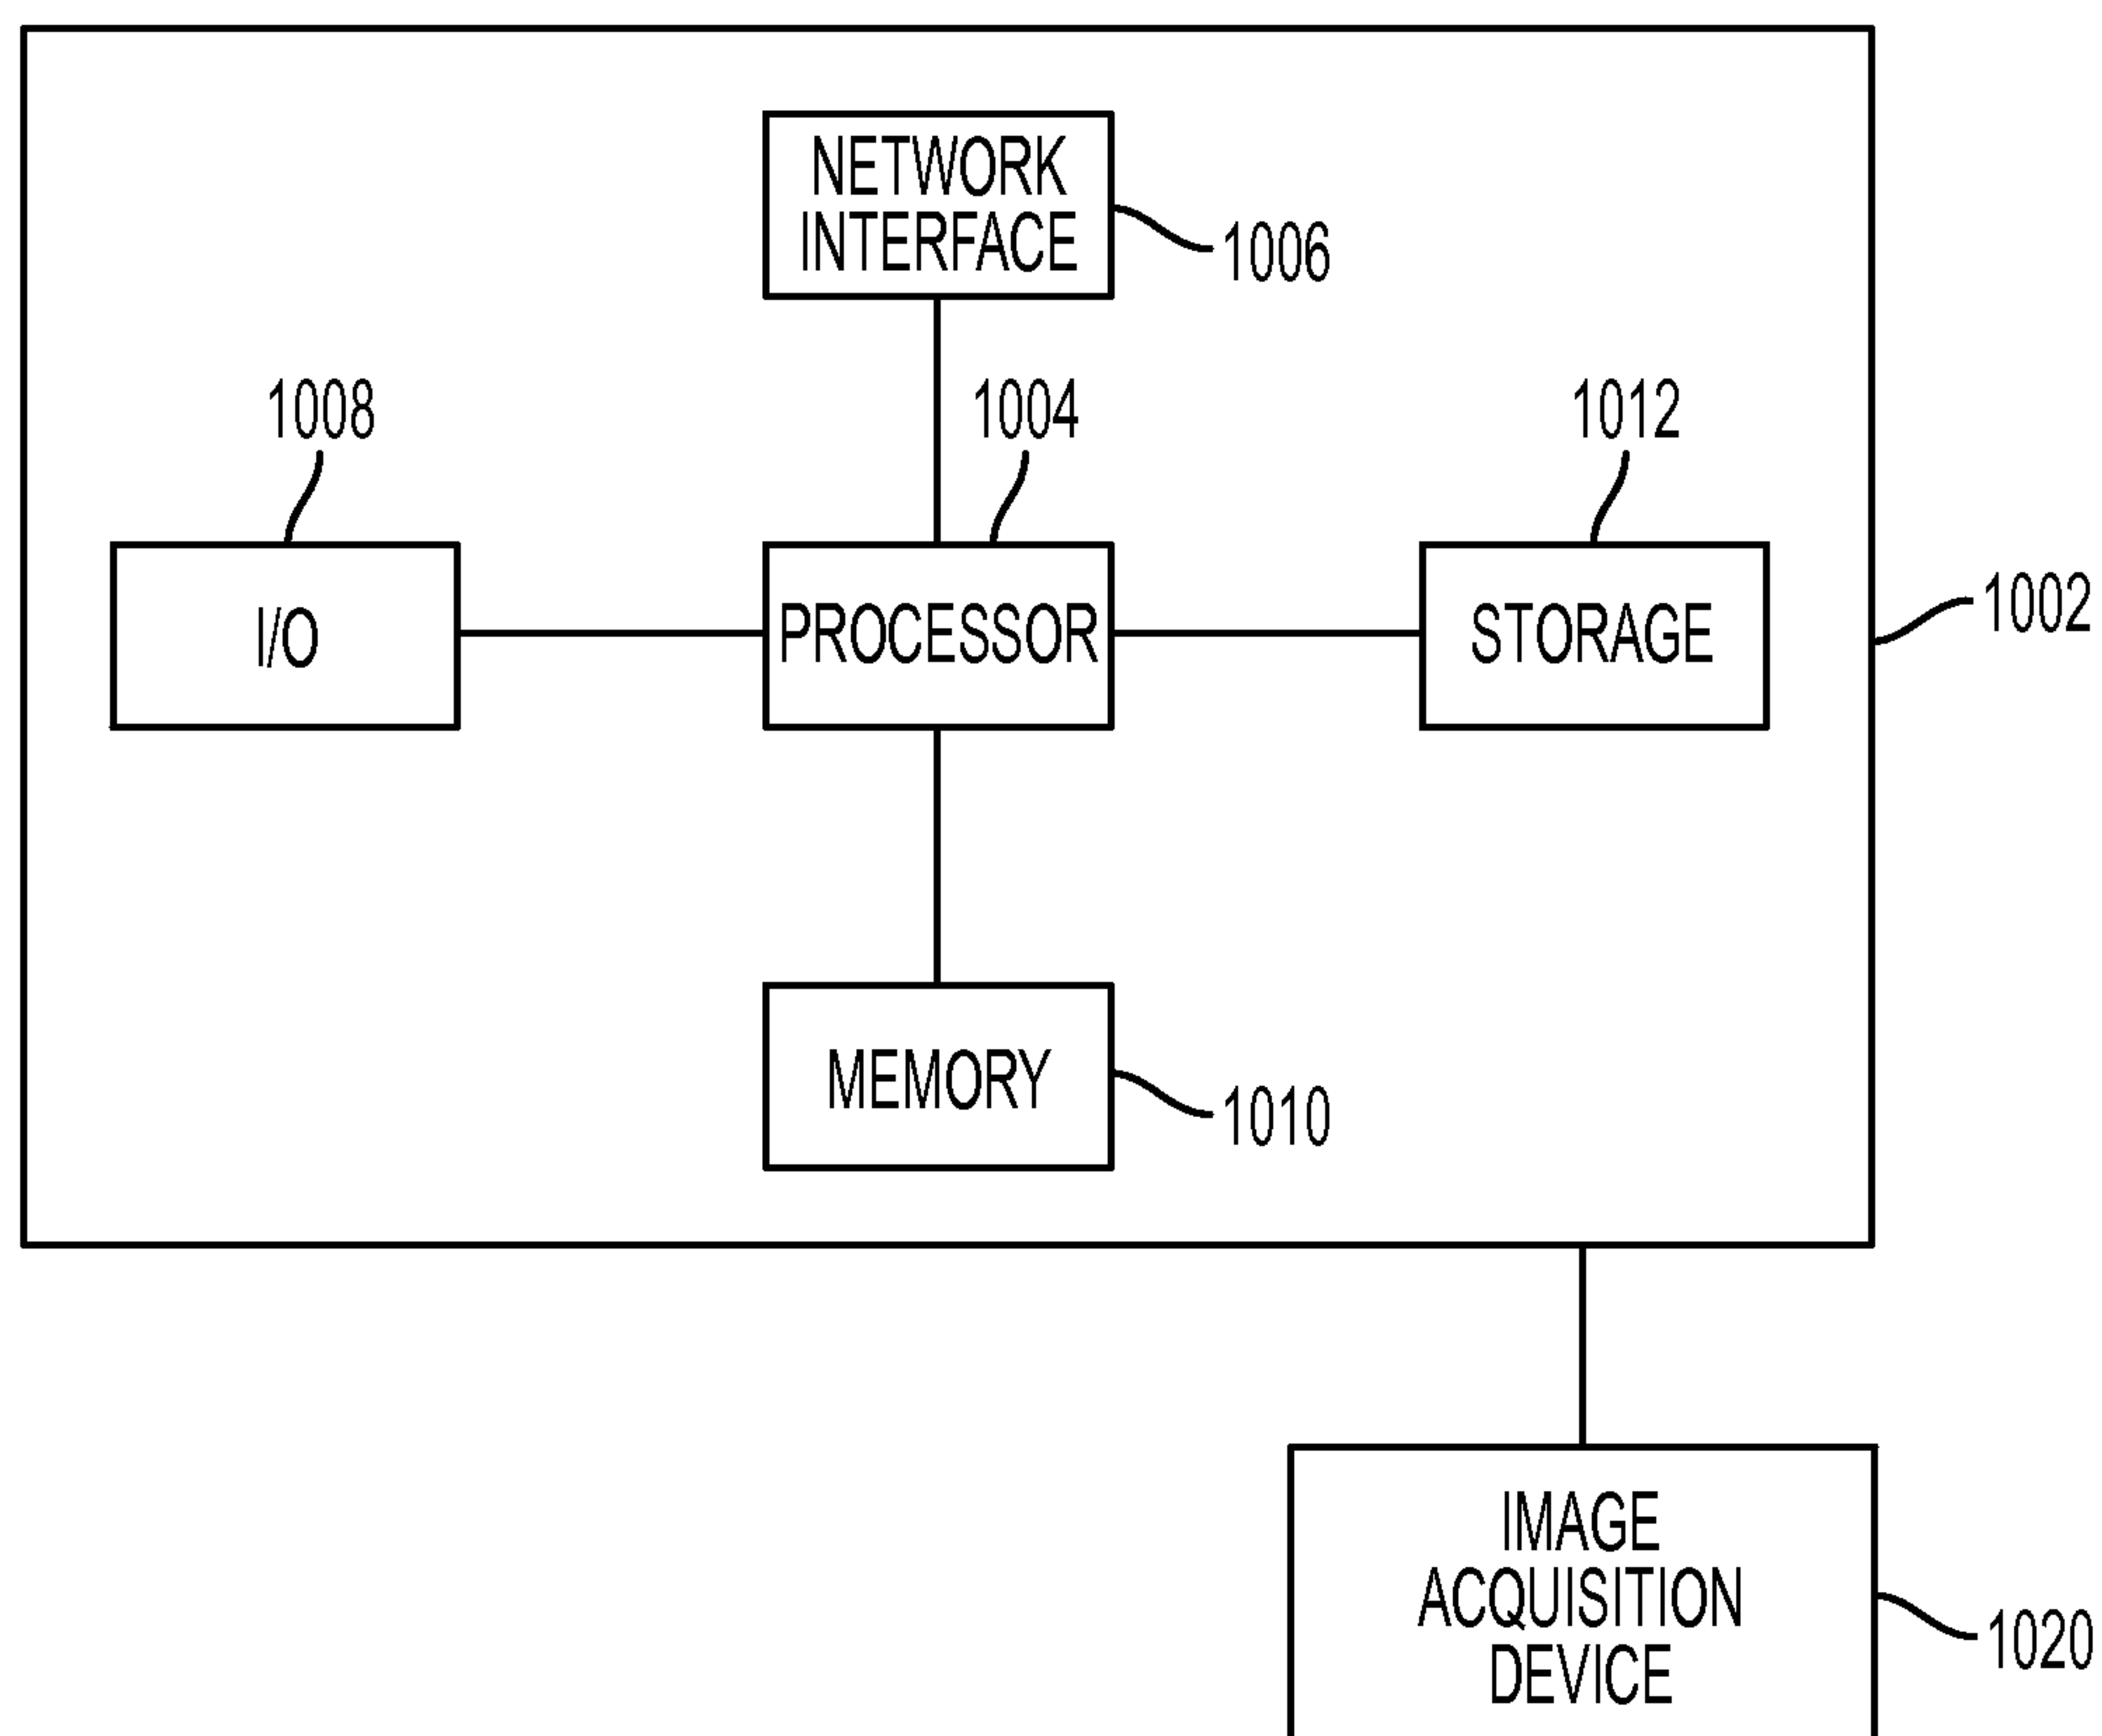 NETWORK
INTERFACE
1006
1008
1004
1012
I/O
PROCESSOR
STORAGE
1002
MEMORY
1010
IMAGE
ACQUISITION
DEVICE
1020